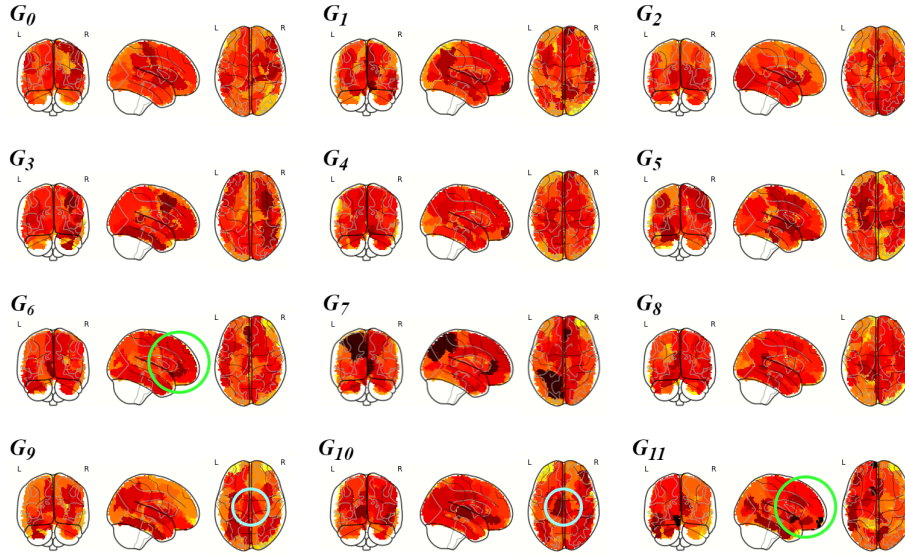 G0 G1 G2
L R L R L R
G3 G4 G5
L R L R L R
G6 G7 G8
L R L R L R
G9 G10 G11
L R L R L R